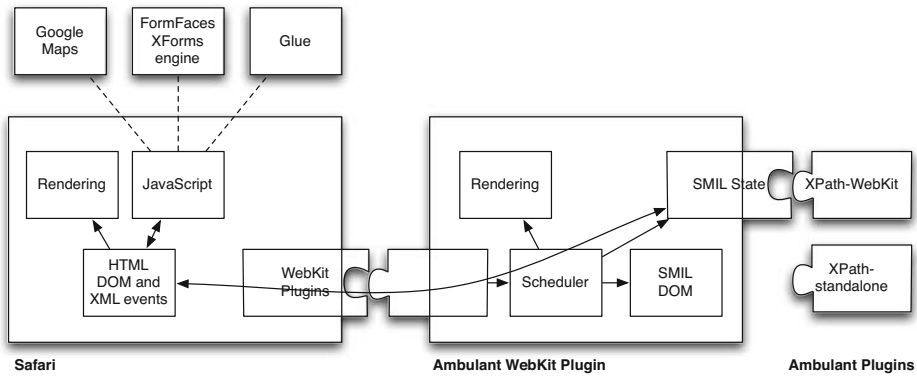 Google
Maps
FormFaces
XForms
engine
Glue
Rendering
JavaScript
HTML
DOM and
XML events
WebKit
Plugins
Rendering
Scheduler
SMIL
DOM
SMIL State
XPath-WebKit
XPath-
standalone
Safari
Ambulant WebKit Plugin
Ambulant Plugins